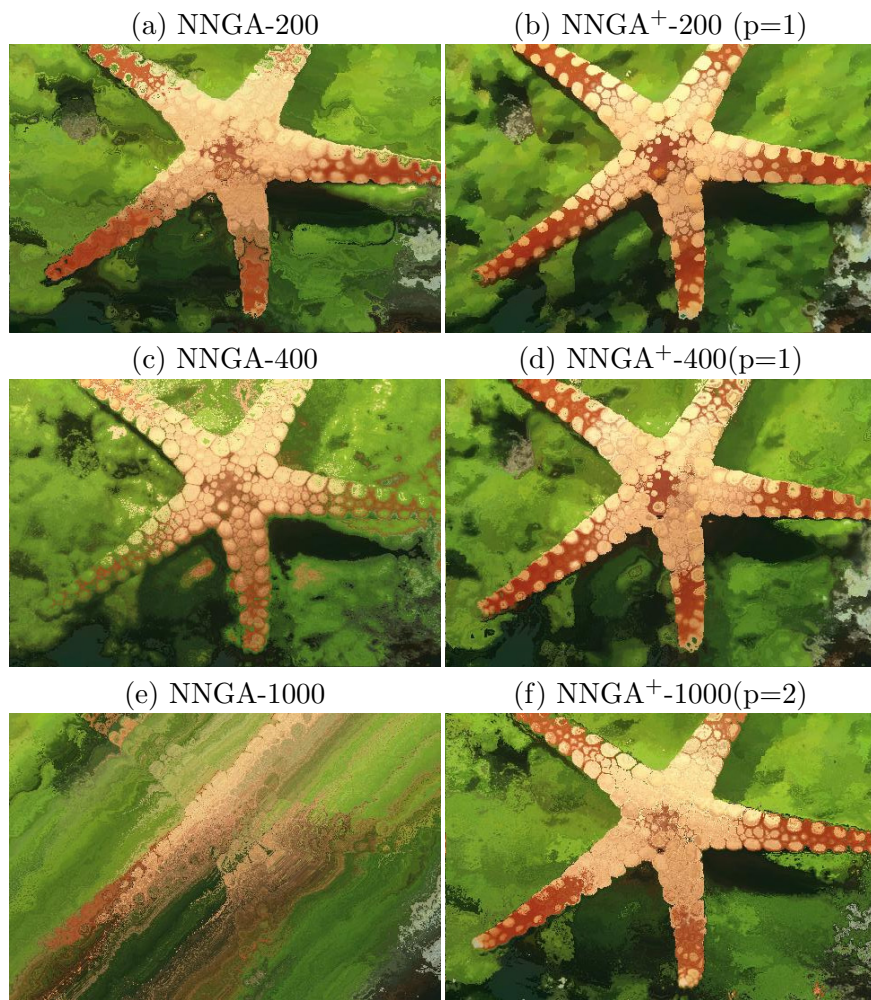 (a) NNGA-200
(b) NNGA⁺-200 (p=1)
(c) NNGA-400
(d) NNGA⁺-400(p=1)
(e) NNGA-1000
(f) NNGA⁺-1000(p=2)